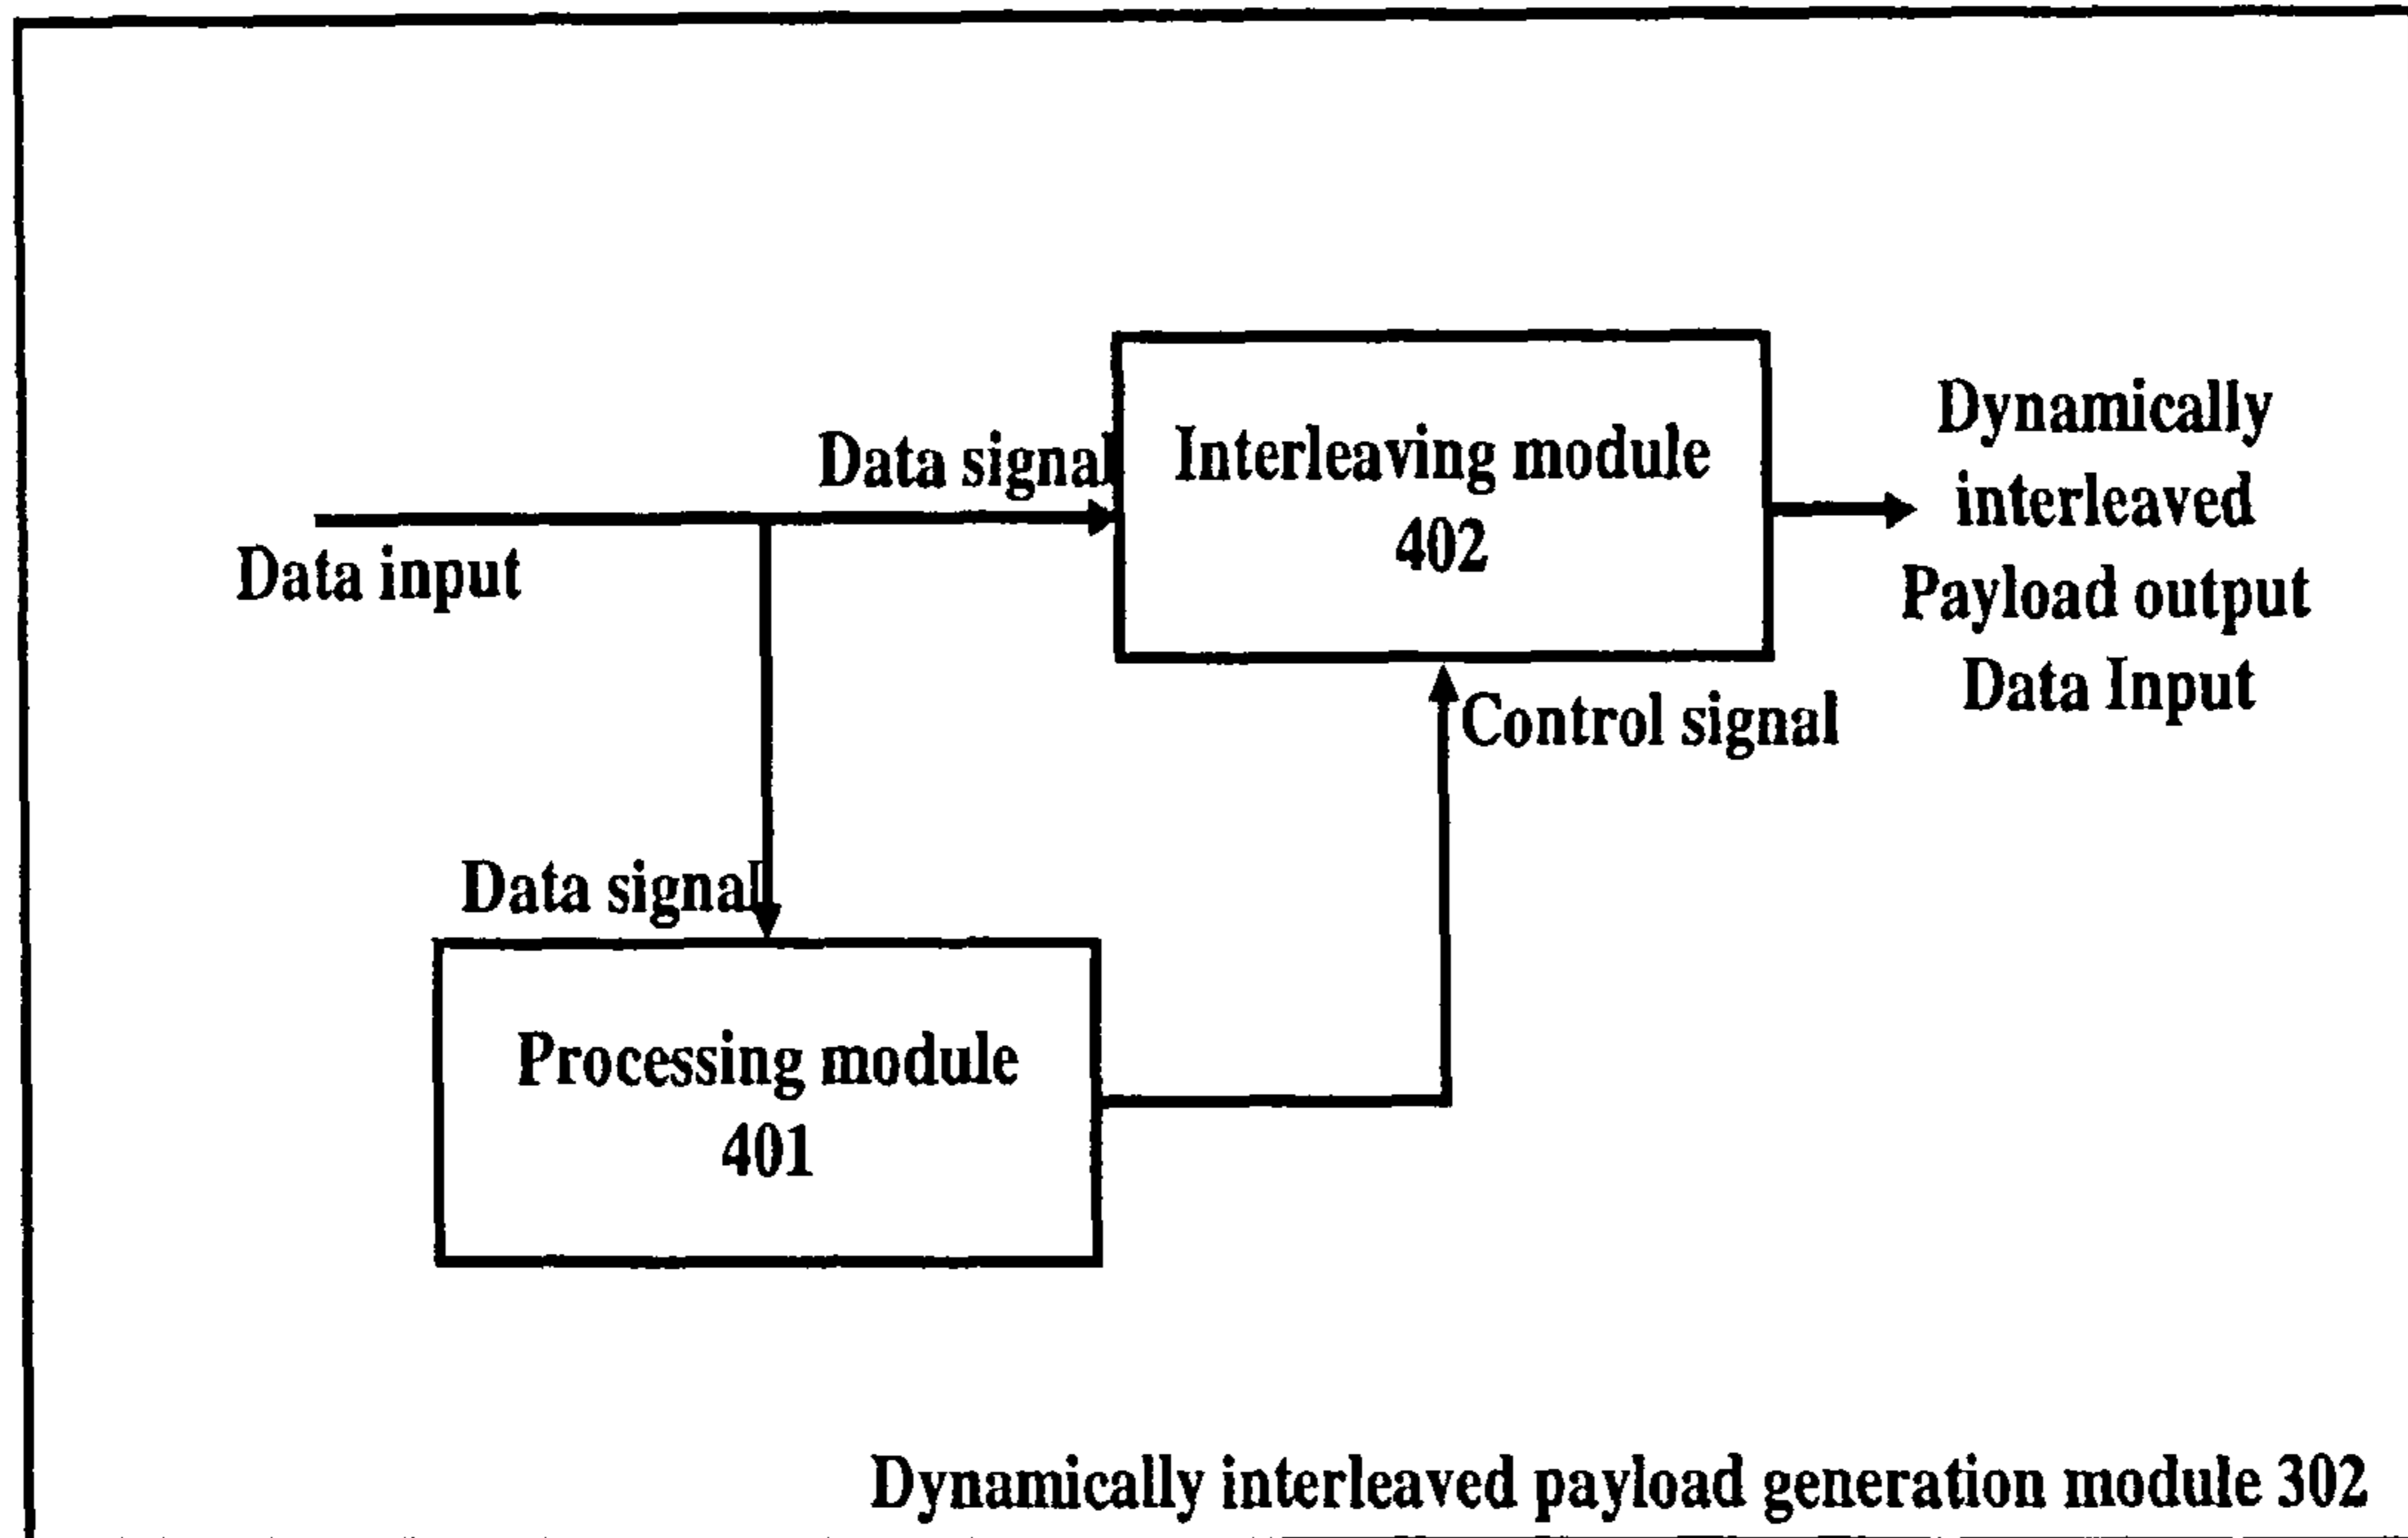 Data input
Data signal
Interleaving module
402
Dynamically
interleaved
Payload output
Data Input
Control signal
Data signal
Processing module
401
Dynamically interleaved payload generation module 302